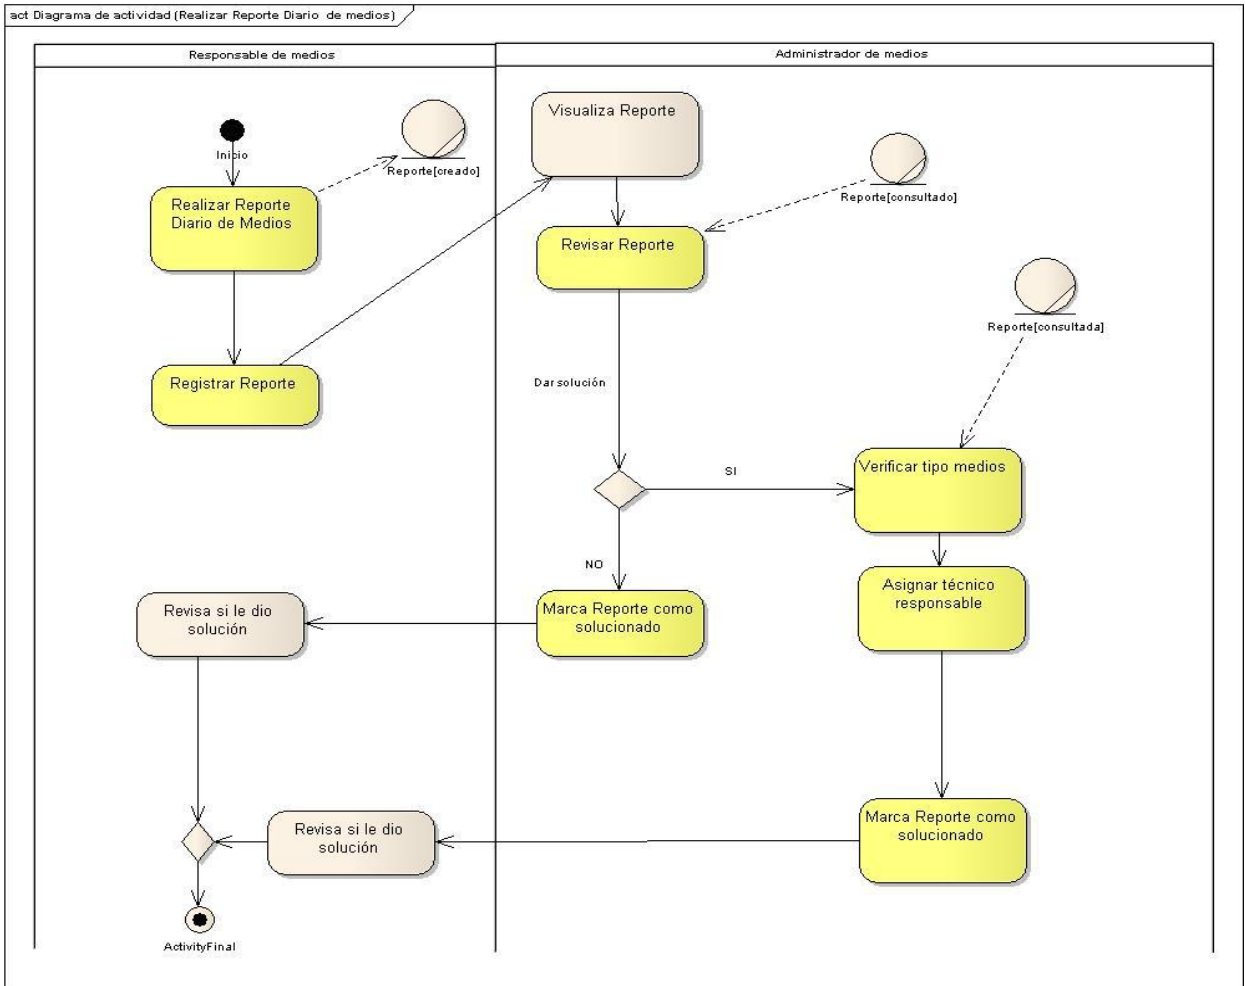 act Diagrama de actividad (Realizar Reporte Diario de medios)
Responsable de medios
Administrador de medios
Inicio
Reporte[creado]
Realizar Reporte
Diario de Medios
Registrar Reporte
Visualiza Reporte
Reporte[consultado]
Revisar Reporte
Reporte[consultada]
Dar solución
SI
NO
Verificar tipo medios
Asignar técnico
responsable
Marca Reporte como
solucionado
Revisa si le dio
solución
Marca Reporte como
solucionado
Revisa si le dio
solución
ActivityFinal